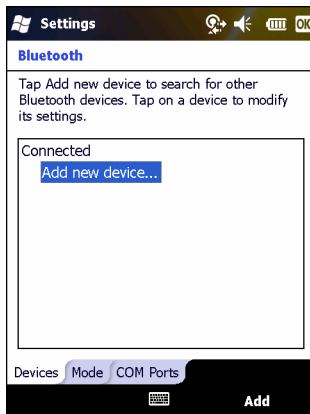 Settings
OK
Bluetooth
Tap Add new device to search for other
Bluetooth devices. Tap on a device to modify
its settings.
Connected
Add new device...
Devices Mode COM Ports
Add